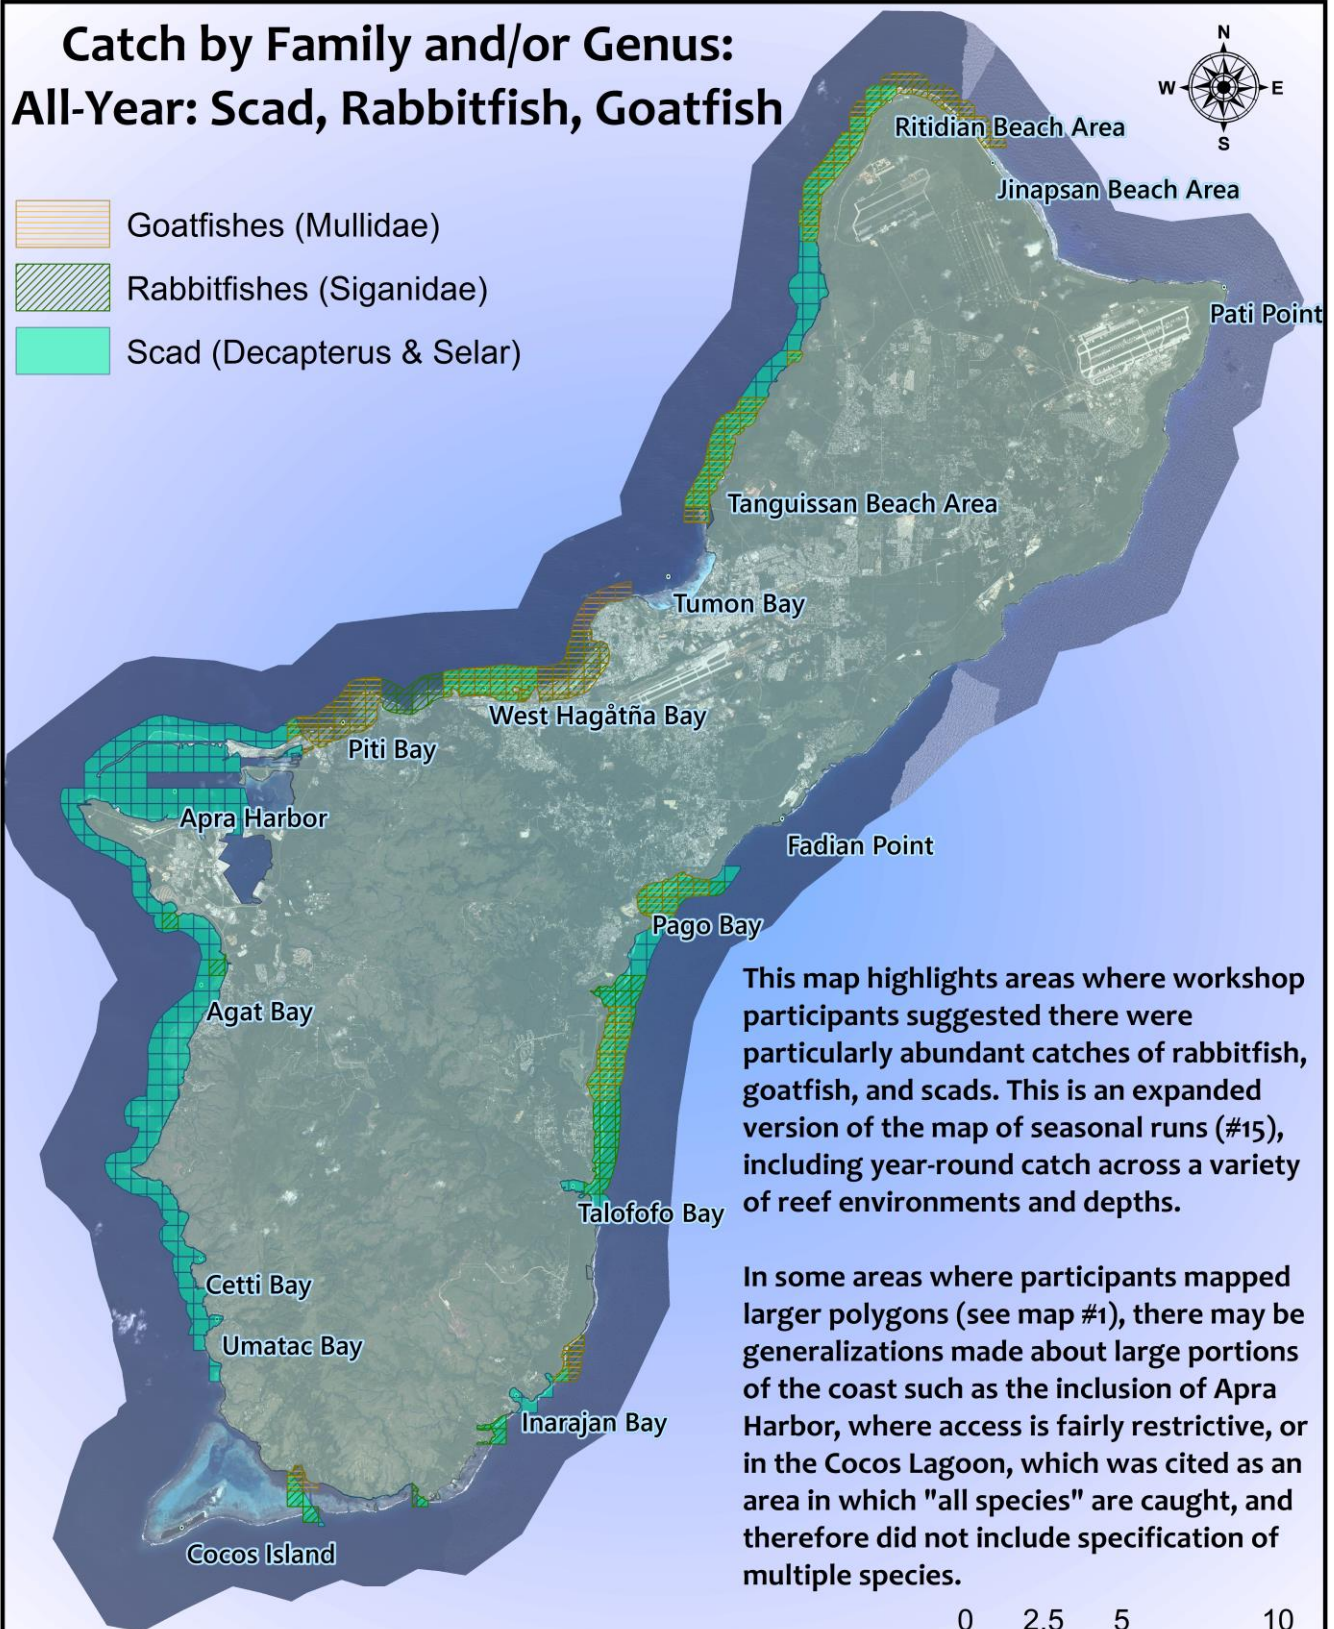 Catch by Family and/or Genus:
All-Year: Scad, Rabbitfish, Goatfish
N
W
E
S
Goatfishes (Mullidae)
Rabbitfishes (Siganidae)
Scad (Decapterus & Selar)
Ritidian Beach Area
Jinapsan Beach Area
Pati Point
Tanguissan Beach Area
Tumon Bay
West Hagåtña Bay
Piti Bay
Apra Harbor
Fadian Point
Pago Bay
Agat Bay
Talofofo Bay
Cetti Bay
Umatac Bay
Inarajan Bay
Cocos Island
This map highlights areas where workshop
participants suggested there were
particularly abundant catches of rabbitfish,
goatfish, and scads. This is an expanded
version of the map of seasonal runs (#15),
including year-round catch across a variety
of reef environments and depths.
In some areas where participants mapped
larger polygons (see map #1), there may be
generalizations made about large portions
of the coast such as the inclusion of Apra
Harbor, where access is fairly restrictive, or
in the Cocos Lagoon, which was cited as an
area in which "all species" are caught, and
therefore did not include specification of
multiple species.
0 2.5 5 10